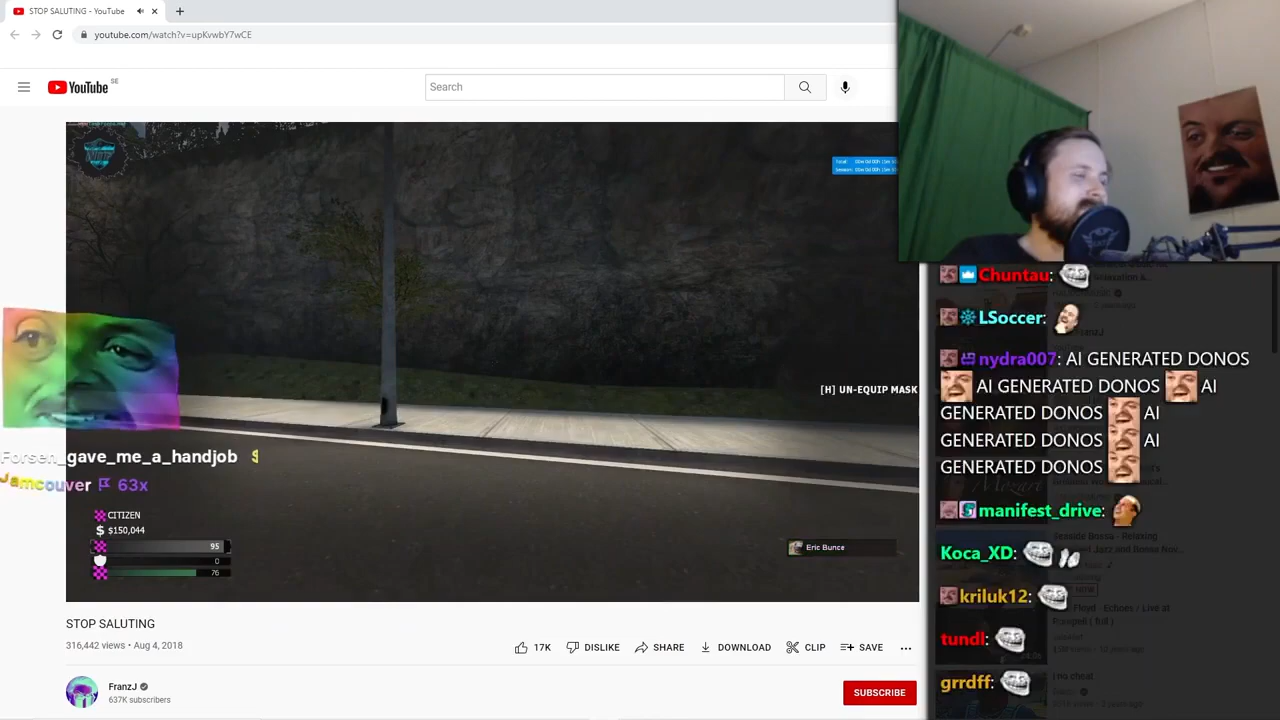 STOP SALUTING - YouTube
youtube.com/watch?v=upKvwbY7wCE
YouTube SE
Search
[H] UN-EQUIP MASK
Forsen_gave_me_a_handjob $
Jamcouver 63x
CITIZEN
$150,044
95
0
76
Eric Bunce
STOP SALUTING
316,442 views • Aug 4, 2018
17K
DISLIKE
SHARE
DOWNLOAD
CLIP
SAVE
FranzJ
637K subscribers
SUBSCRIBE
Chuntau:
LSoccer:
nydra007: AI GENERATED DONOS
AI GENERATED DONOS AI
GENERATED DONOS AI
GENERATED DONOS AI
GENERATED DONOS
manifest_drive:
Koca_XD:
kriluk12:
tundl:
grrdff: